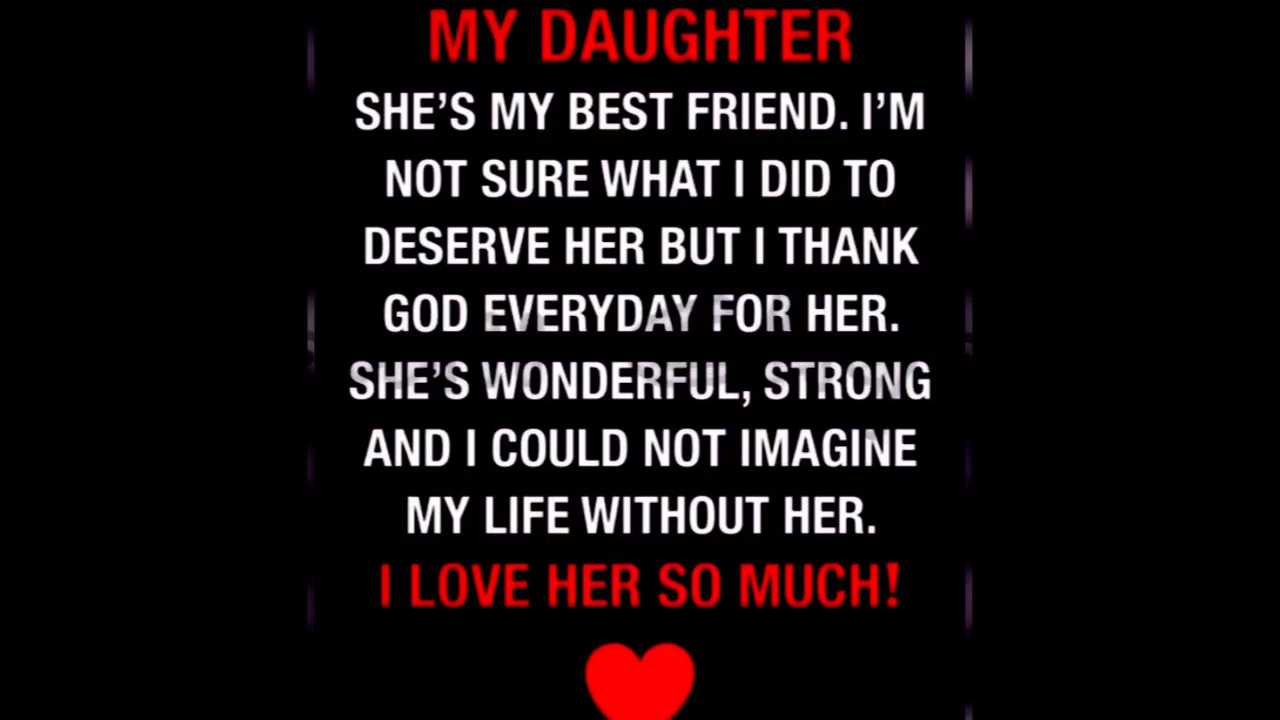 MY DAUGHTER
SHE’S MY BEST FRIEND. I’M
NOT SURE WHAT I DID TO
DESERVE HER BUT I THANK
GOD EVERYDAY FOR HER.
SHE’S WONDERFUL, STRONG
AND I COULD NOT IMAGINE
MY LIFE WITHOUT HER.
I LOVE HER SO MUCH!